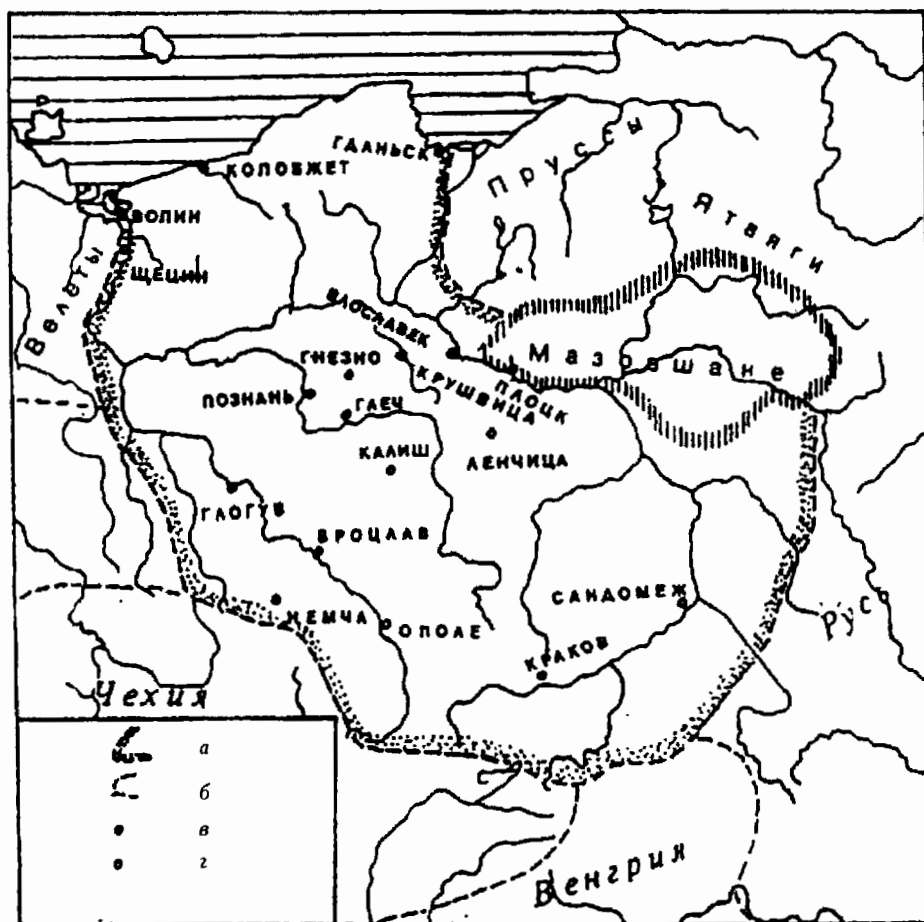 ГДАНЬСК
Пруссы
КОЛОБЖЕТ
Ятвяги
ВОЛИН
ЩЕЦИН
Велеты
ВЛОСЛАВЕК
ГНЕЗНО
Мазовшане
КРУШВИЦА
ПЛОЦК
ПОЗНАНЬ
ГЛЕЧ
КАЛИШ
ЛЕНЧИЦА
ГЛОГУВ
ВРОЦЛАВ
САНДОМЕЖ
НЕМЧА
ОПОЛЕ
Русь
КРАКОВ
Чехия
а
б
в
г
Венгрия